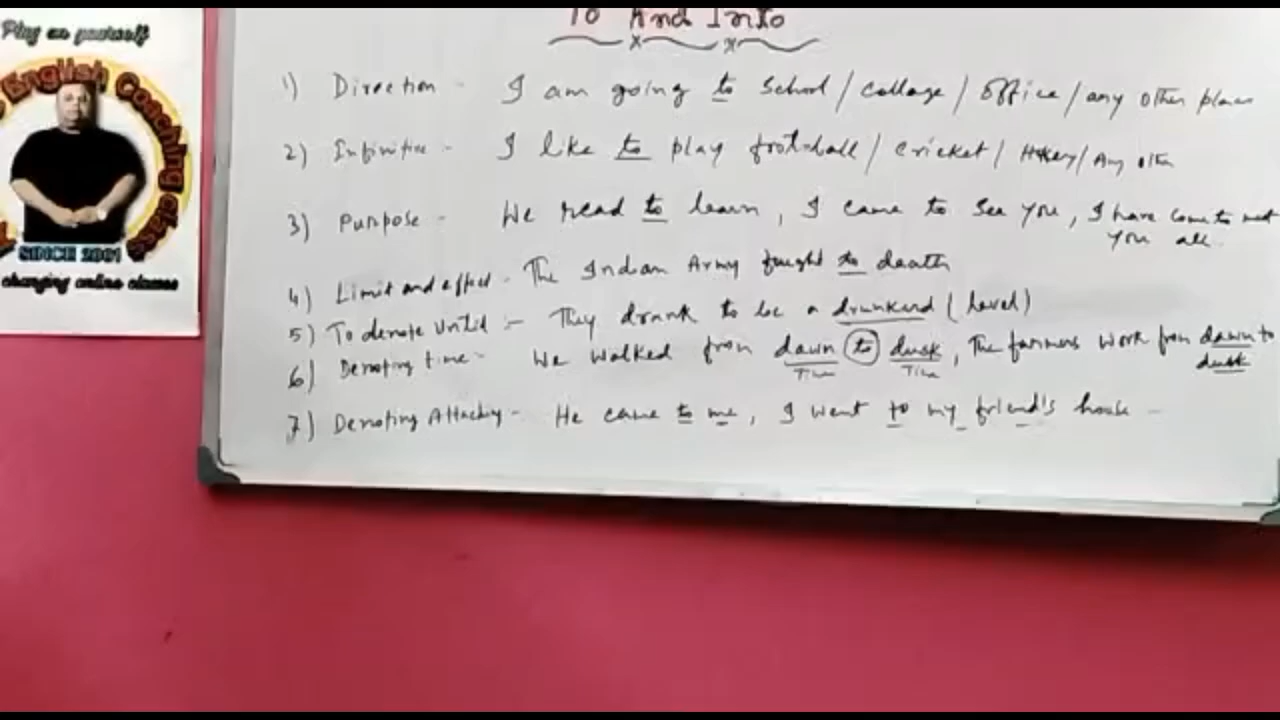 Play on yourself
English Coaching class
SINCE 2001
changing online classes
To And Into
1) Direction - I am going to School / collage / office / any other places
2) Infinitive - I like to play football / cricket / Hokey / Any other
3) Purpose - We read to learn, I came to see you, I have come to met
you all.
4) Limit and effect - The Indian Army fought to death
5) To denote Until :- They drank to be a drunkard (level)
6) Denoting time - We walked from dawn to dusk, The farmers work from dawn to
dusk
Time Time
7) Denoting Attaching - He came to me, I went to my friend's house -